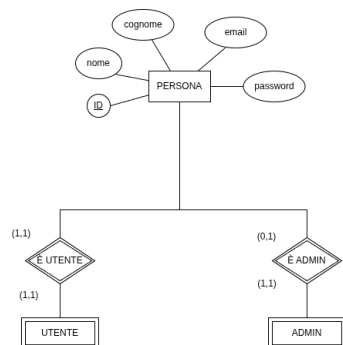 cognome
email
nome
PERSONA
password
ID
(1,1)
(0,1)
È UTENTE
È ADMIN
(1,1)
(1,1)
UTENTE
ADMIN